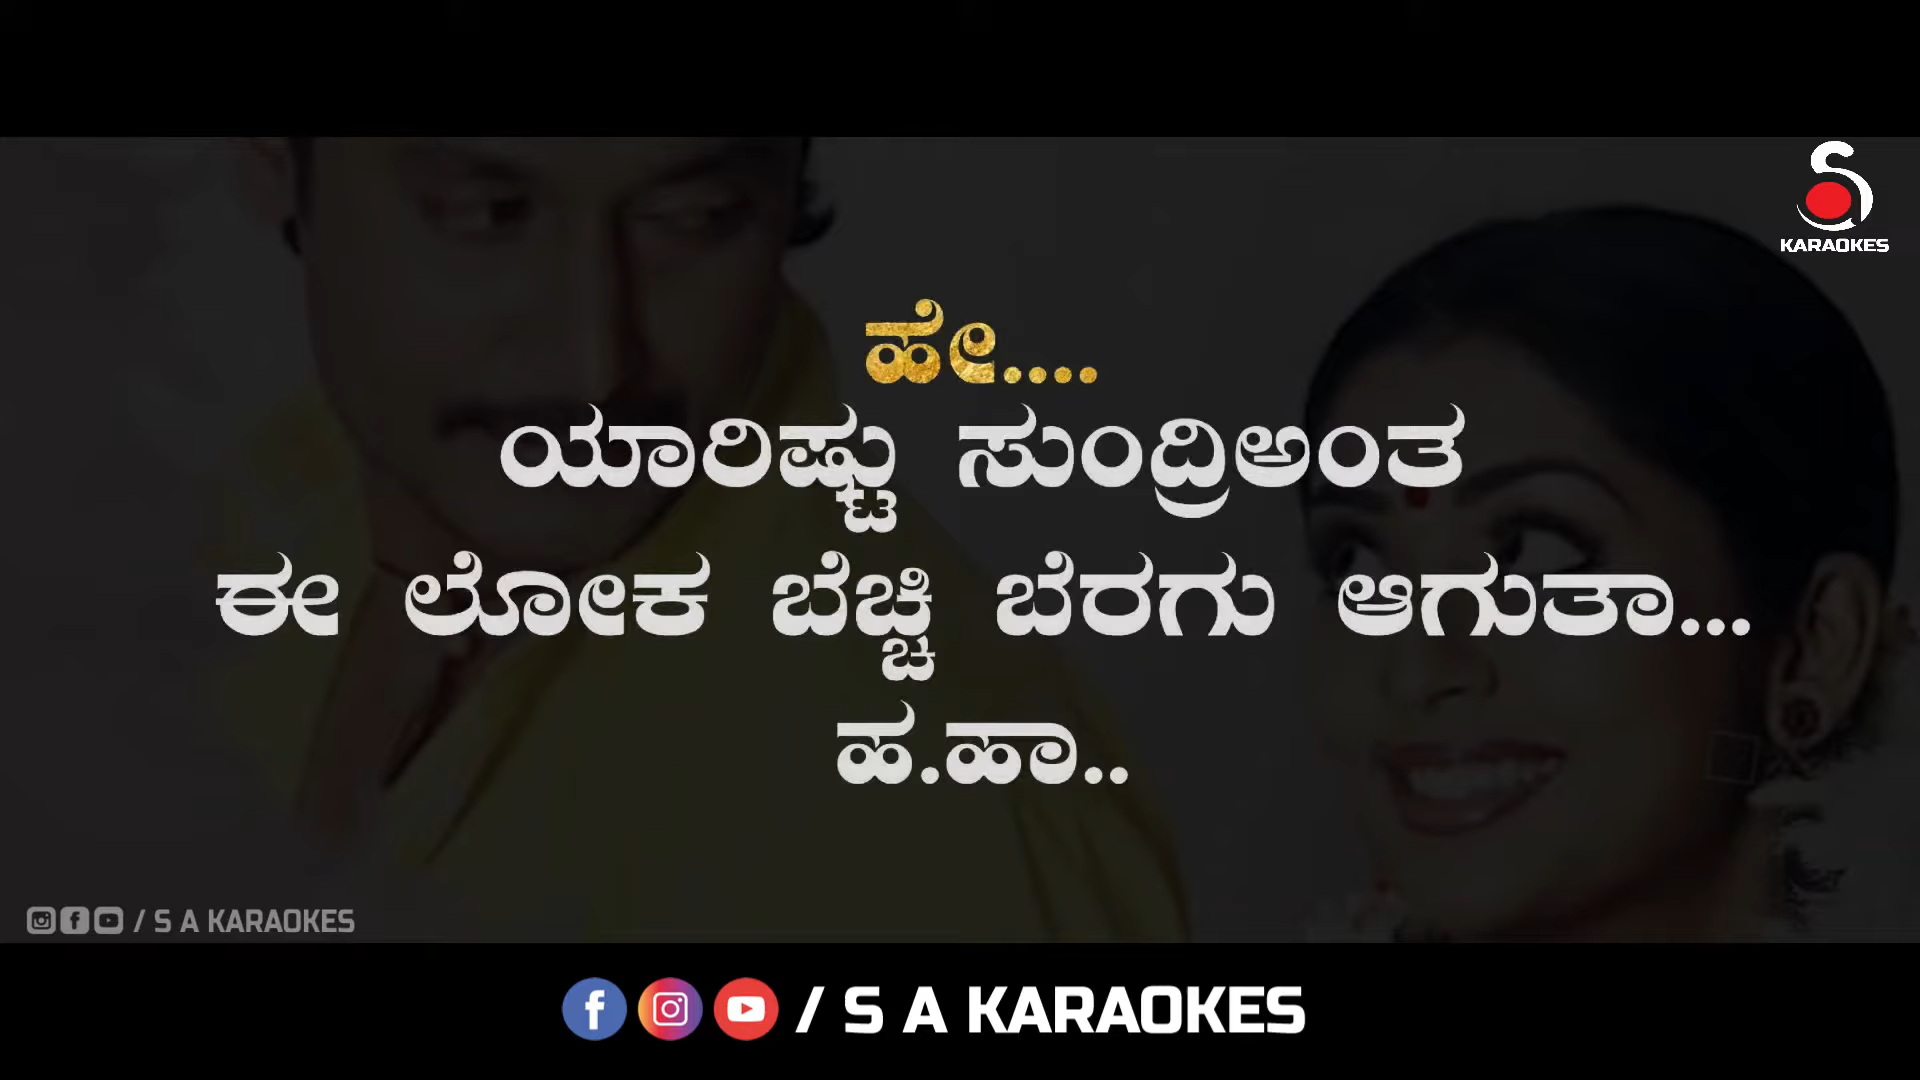 KARAOKES
ಹೇ....
ಯಾರಿಷ್ಟು ಸುಂದ್ರಿಅಂತ
ಈ ಲೋಕ ಬೆಚ್ಚಿ ಬೆರಗು ಆಗುತಾ...
ಹ.ಹಾ..
/ S A KARAOKES
/ S A KARAOKES